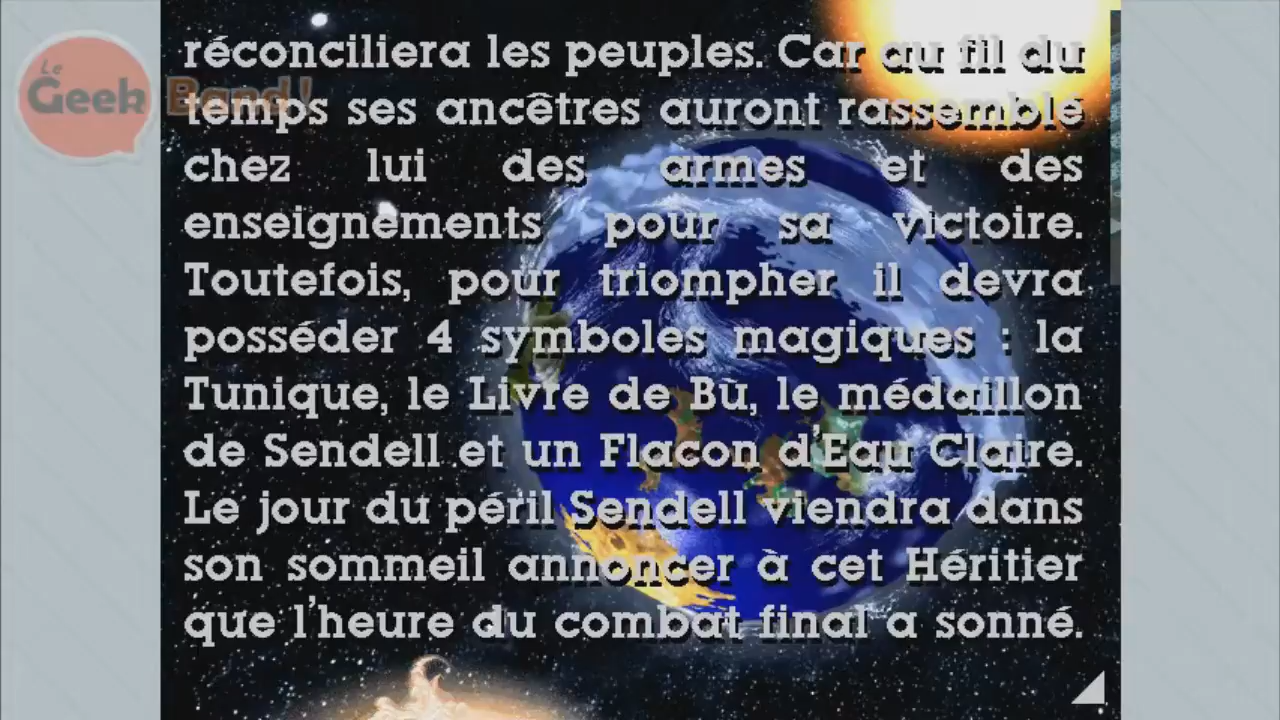 Le
Geek Band!
réconciliera les peuples. Car au fil du
temps ses ancêtres auront rassemblé
chez lui des armes et des
enseignements pour sa victoire.
Toutefois, pour triompher il devra
posséder 4 symboles magiques : la
Tunique, le Livre de Bù, le médaillon
de Sendell et un Flacon d'Eau Claire.
Le jour du péril Sendell viendra dans
son sommeil annoncer à cet Héritier
que l'heure du combat final a sonné.